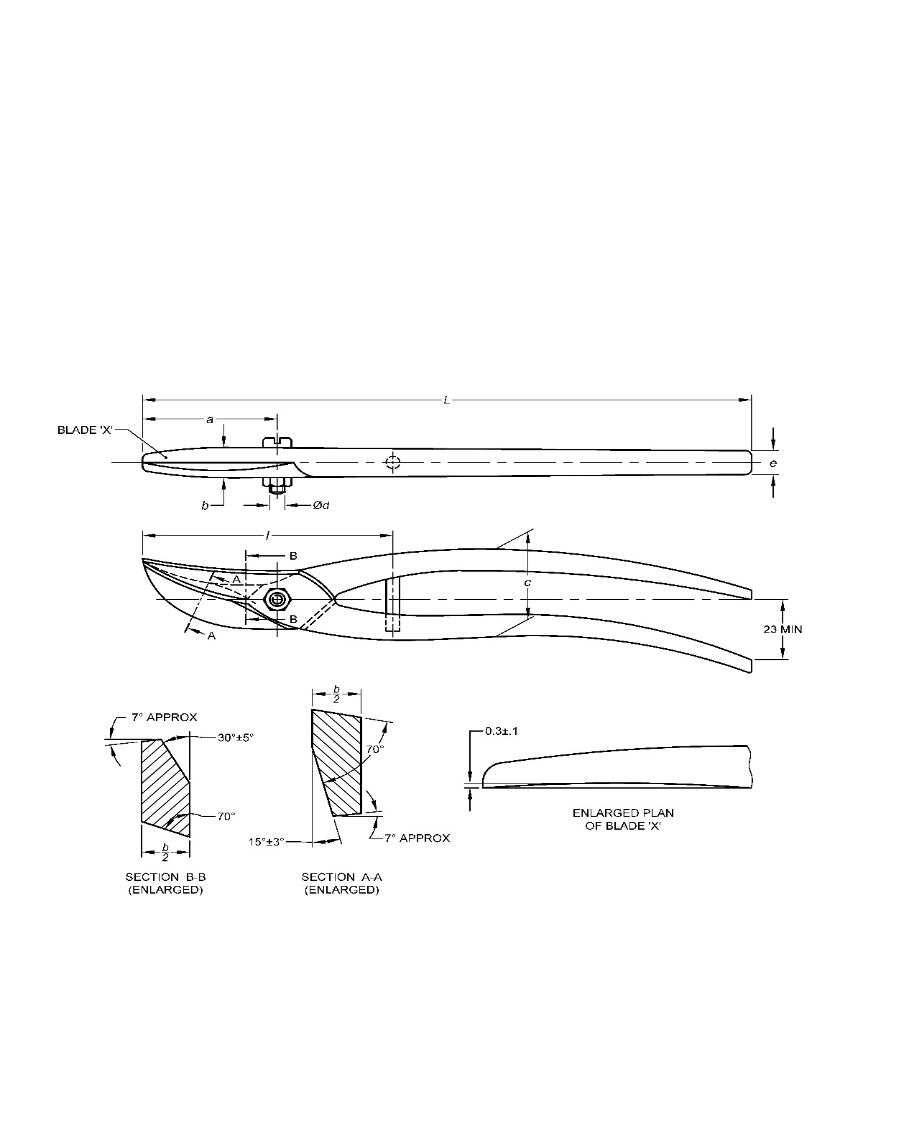 L
a
BLADE 'X'
e
b
Ød
l
B
A
c
B
A
23 MIN
b
2
7° APPROX
30°±5°
0.3±.1
70°
70°
ENLARGED PLAN
OF BLADE 'X'
15°±3°
7° APPROX
b
2
SECTION B-B
(ENLARGED)
SECTION A-A
(ENLARGED)